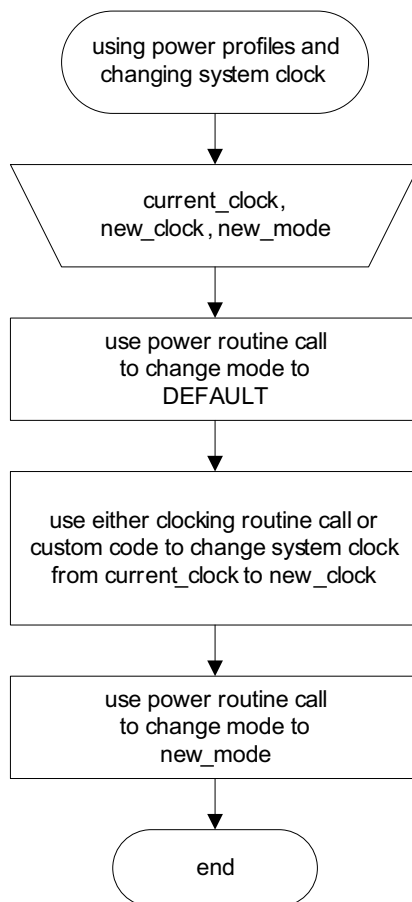 using power profiles and
changing system clock
current_clock,
new_clock, new_mode
use power routine call
to change mode to
DEFAULT
use either clocking routine call or
custom code to change system clock
from current_clock to new_clock
use power routine call
to change mode to
new_mode
end